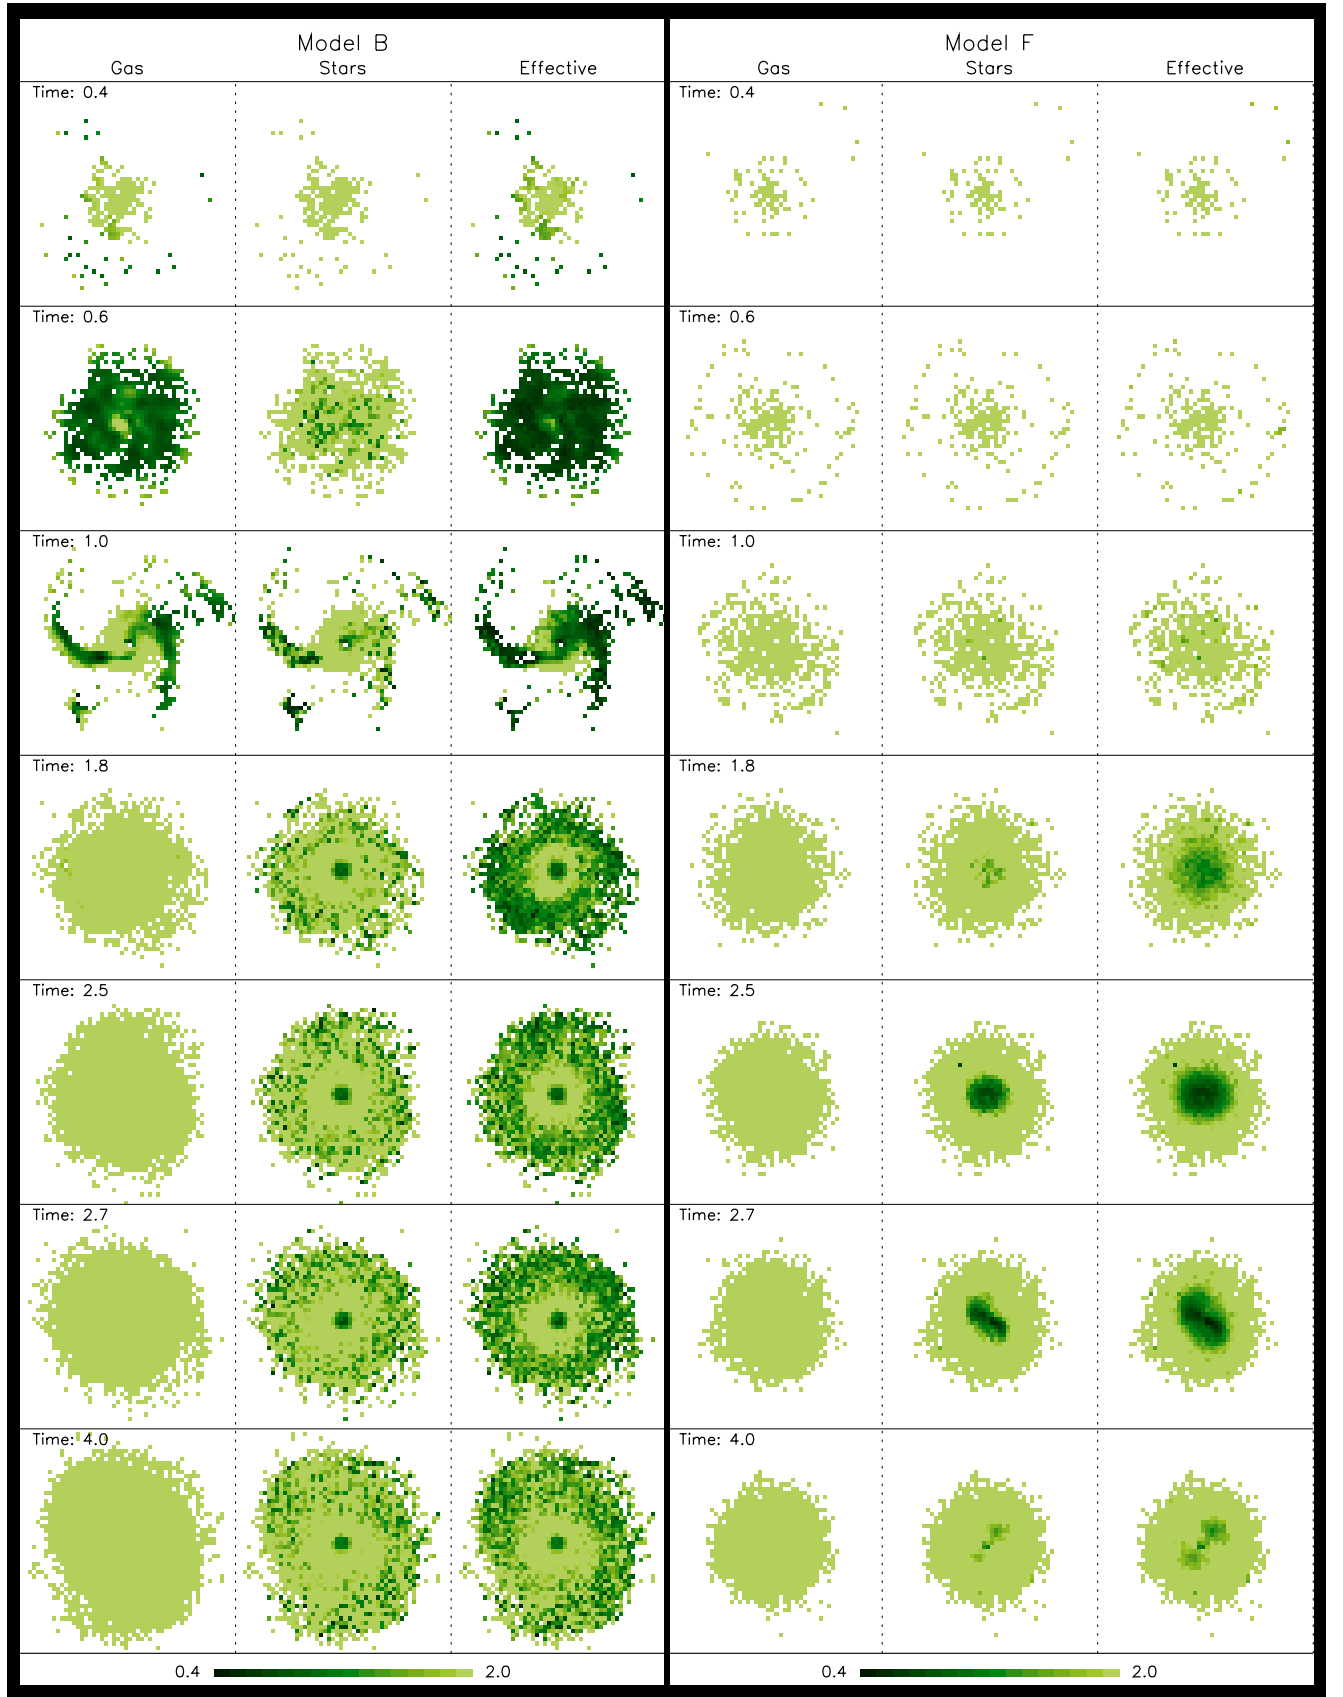 Model B Model F
Gas Stars Effective Gas Stars Effective
Time: 0.4 Time: 0.4
Time: 0.6 Time: 0.6
Time: 1.0 Time: 1.0
Time: 1.8 Time: 1.8
Time: 2.5 Time: 2.5
Time: 2.7 Time: 2.7
Time: 4.0 Time: 4.0
0.4 2.0 0.4 2.0